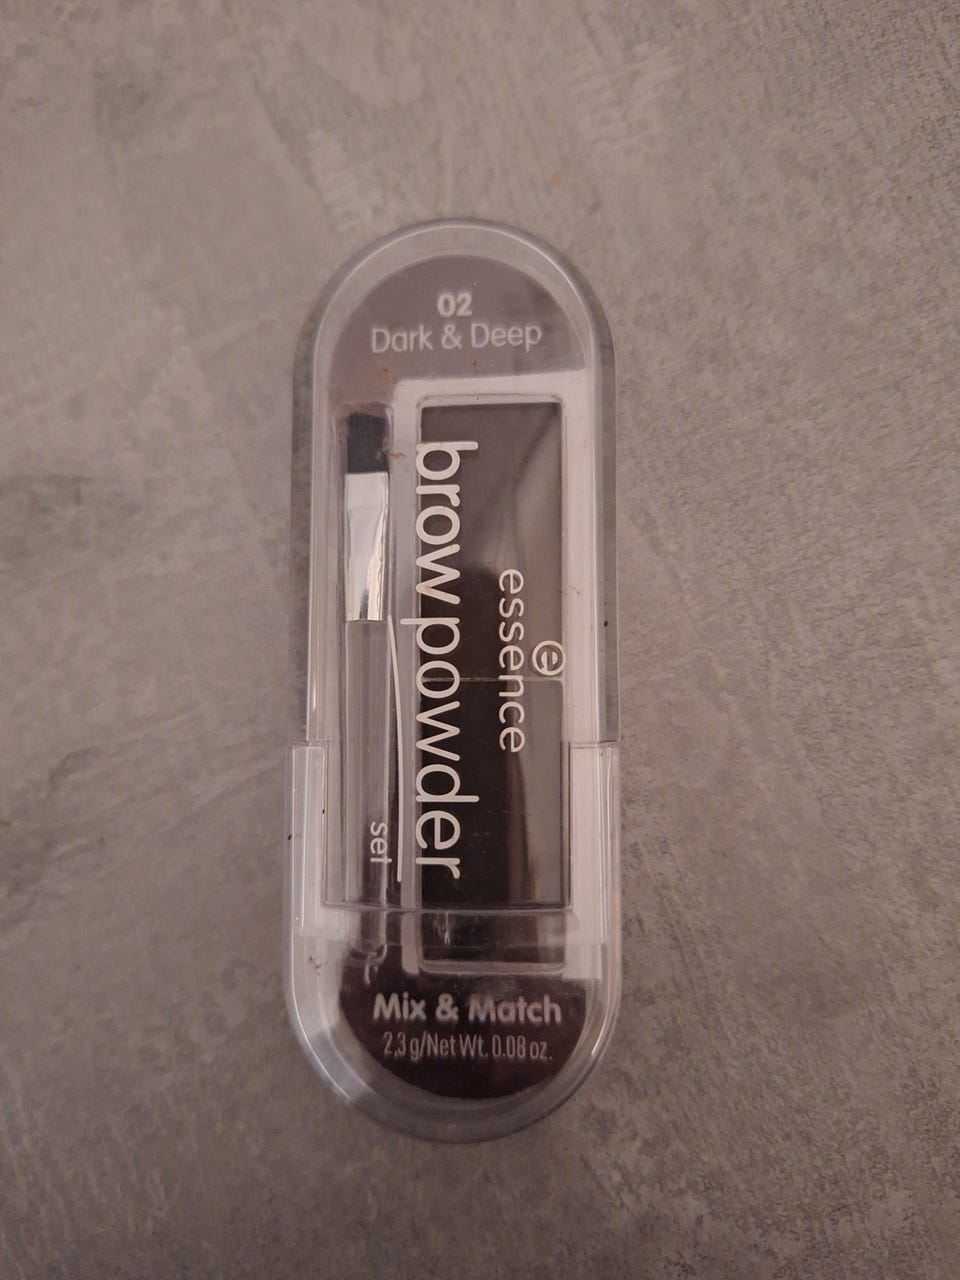 02
Dark & Deep
essence
brow powder
set
Mix & Match
2,3 g/Net Wt. 0.08 oz.